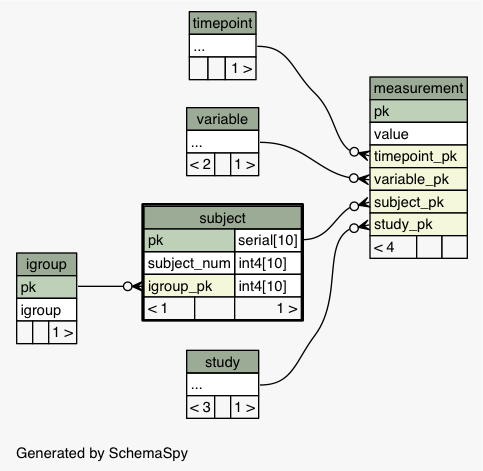 timepoint
...
1 >
measurement
pk
value
timepoint_pk
variable_pk
subject_pk
study_pk
< 4
variable
...
< 2 1 >
subject
pk serial[10]
subject_num int4[10]
igroup_pk int4[10]
< 1 1 >
igroup
pk
igroup
1 >
study
...
< 3 1 >
Generated by SchemaSpy